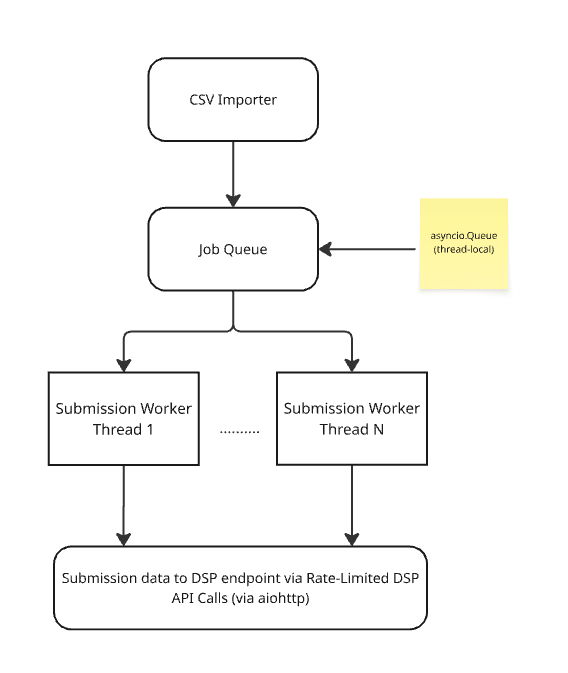 CSV Importer
Job Queue
asyncio.Queue
(thread-local)
Submission Worker
Thread 1
..........
Submission Worker
Thread N
Submission data to DSP endpoint via Rate-Limited DSP
API Calls (via aiohttp)